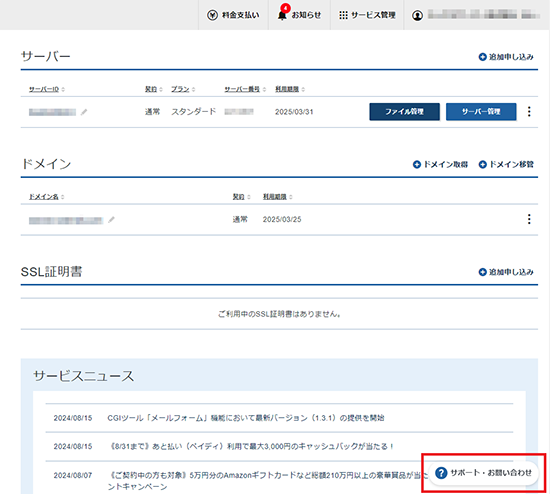 料金支払い
4
お知らせ
サービス管理
サーバー
追加申し込み
サーバーID 契約 プラン サーバー番号 利用期限
通常 スタンダード 2025/03/31 ファイル管理 サーバー管理
ドメイン
ドメイン取得 ドメイン移管
ドメイン名 契約 利用期限
通常 2025/03/25
SSL証明書
追加申し込み
ご利用中のSSL証明書はありません。
サービスニュース
2024/08/15 CGIツール「メールフォーム」機能において最新バージョン（1.3.1）の提供を開始
2024/08/15 《8/31まで》あと払い（ペイディ）利用で最大3,000円のキャッシュバックが当たる！
2024/08/07 《ご契約中の方も対象》5万円分のAmazonギフトカードなど総額210万円以上の豪華賞品が当た
ントキャンペーン
サポート・お問い合わせ